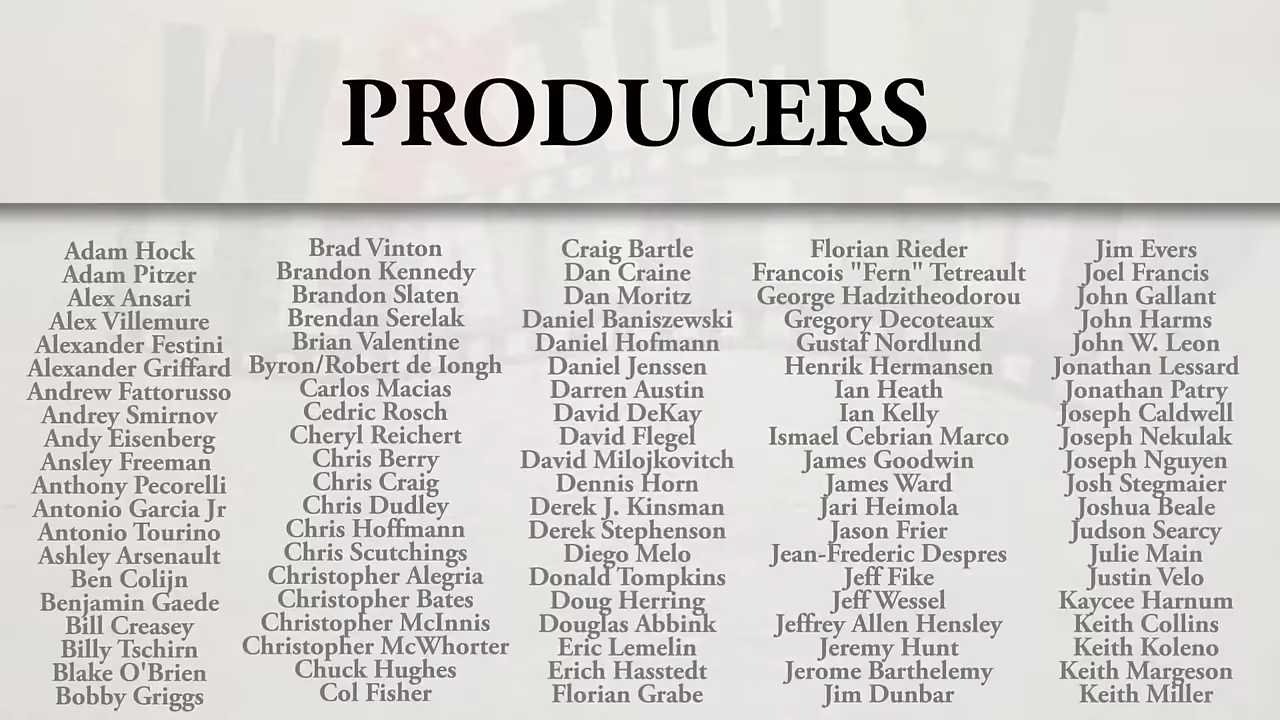 PRODUCERS
Adam Hock
Adam Pitzer
Alex Ansari
Alex Villemure
Alexander Festini
Alexander Griffard
Andrew Fattorusso
Andrey Smirnov
Andy Eisenberg
Ansley Freeman
Anthony Pecorelli
Antonio Garcia Jr
Antonio Tourino
Ashley Arsenault
Ben Colijn
Benjamin Gaede
Bill Creasey
Billy Tschirn
Blake O'Brien
Bobby Griggs
Brad Vinton
Brandon Kennedy
Brandon Slaten
Brendan Serelak
Brian Valentine
Byron/Robert de Iongh
Carlos Macias
Cedric Rosch
Cheryl Reichert
Chris Berry
Chris Craig
Chris Dudley
Chris Hoffmann
Chris Scutchings
Christopher Alegria
Christopher Bates
Christopher McInnis
Christopher McWhorter
Chuck Hughes
Col Fisher
Craig Bartle
Dan Craine
Dan Moritz
Daniel Baniszewski
Daniel Hofmann
Daniel Jenssen
Darren Austin
David DeKay
David Flegel
David Milojkovitch
Dennis Horn
Derek J. Kinsman
Derek Stephenson
Diego Melo
Donald Tompkins
Doug Herring
Douglas Abbink
Eric Lemelin
Erich Hasstedt
Florian Grabe
Florian Rieder
Francois "Fern" Tetreault
George Hadzitheodorou
Gregory Decoteaux
Gustaf Nordlund
Henrik Hermansen
Ian Heath
Ian Kelly
Ismael Cebrian Marco
James Goodwin
James Ward
Jari Heimola
Jason Frier
Jean-Frederic Despres
Jeff Fike
Jeff Wessel
Jeffrey Allen Hensley
Jeremy Hunt
Jerome Barthelemy
Jim Dunbar
Jim Evers
Joel Francis
John Gallant
John Harms
John W. Leon
Jonathan Lessard
Jonathan Patry
Joseph Caldwell
Joseph Nekulak
Joseph Nguyen
Josh Stegmaier
Joshua Beale
Judson Searcy
Julie Main
Justin Velo
Kaycee Harnum
Keith Collins
Keith Koleno
Keith Margeson
Keith Miller